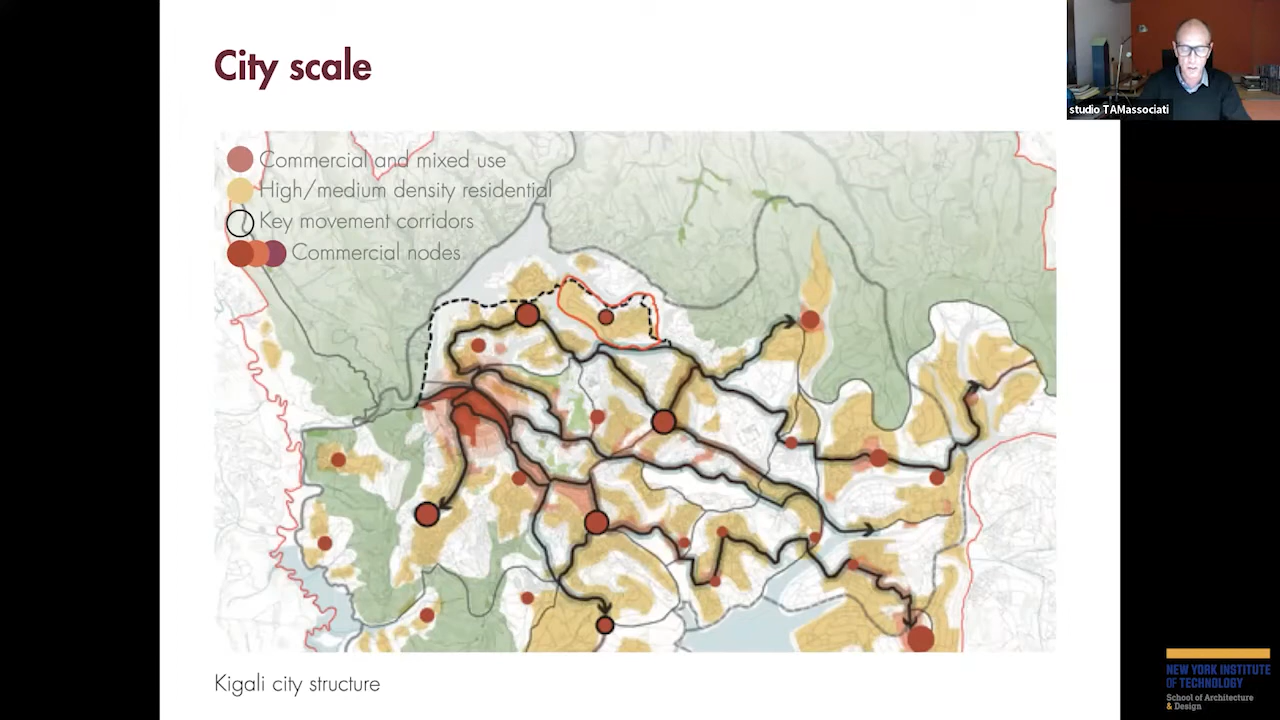 City scale
studio TAMassociati
Commercial and mixed use
High/medium density residential
Key movement corridors
Commercial nodes
Kigali city structure
NEW YORK INSTITUTE
OF TECHNOLOGY
School of Architecture
& Design